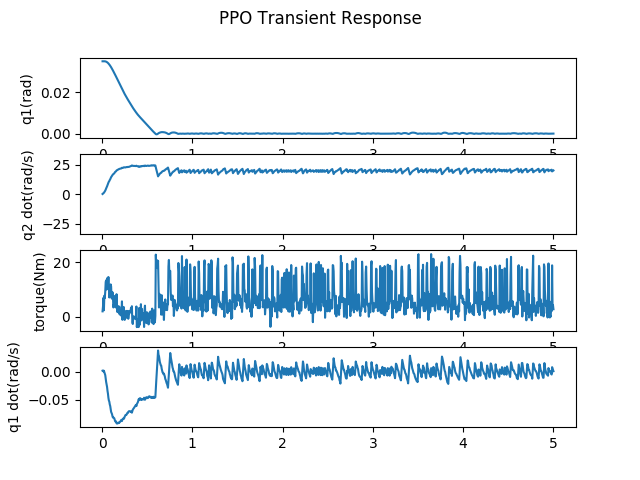 PPO Transient Response
q1(rad)
0.02
0.00
0 1 2 3 4 5
q2 dot(rad/s)
25
0
−25
0 1 2 3 4 5
torque(Nm)
20
0
0 1 2 3 4 5
q1 dot(rad/s)
0.00
−0.05
0 1 2 3 4 5